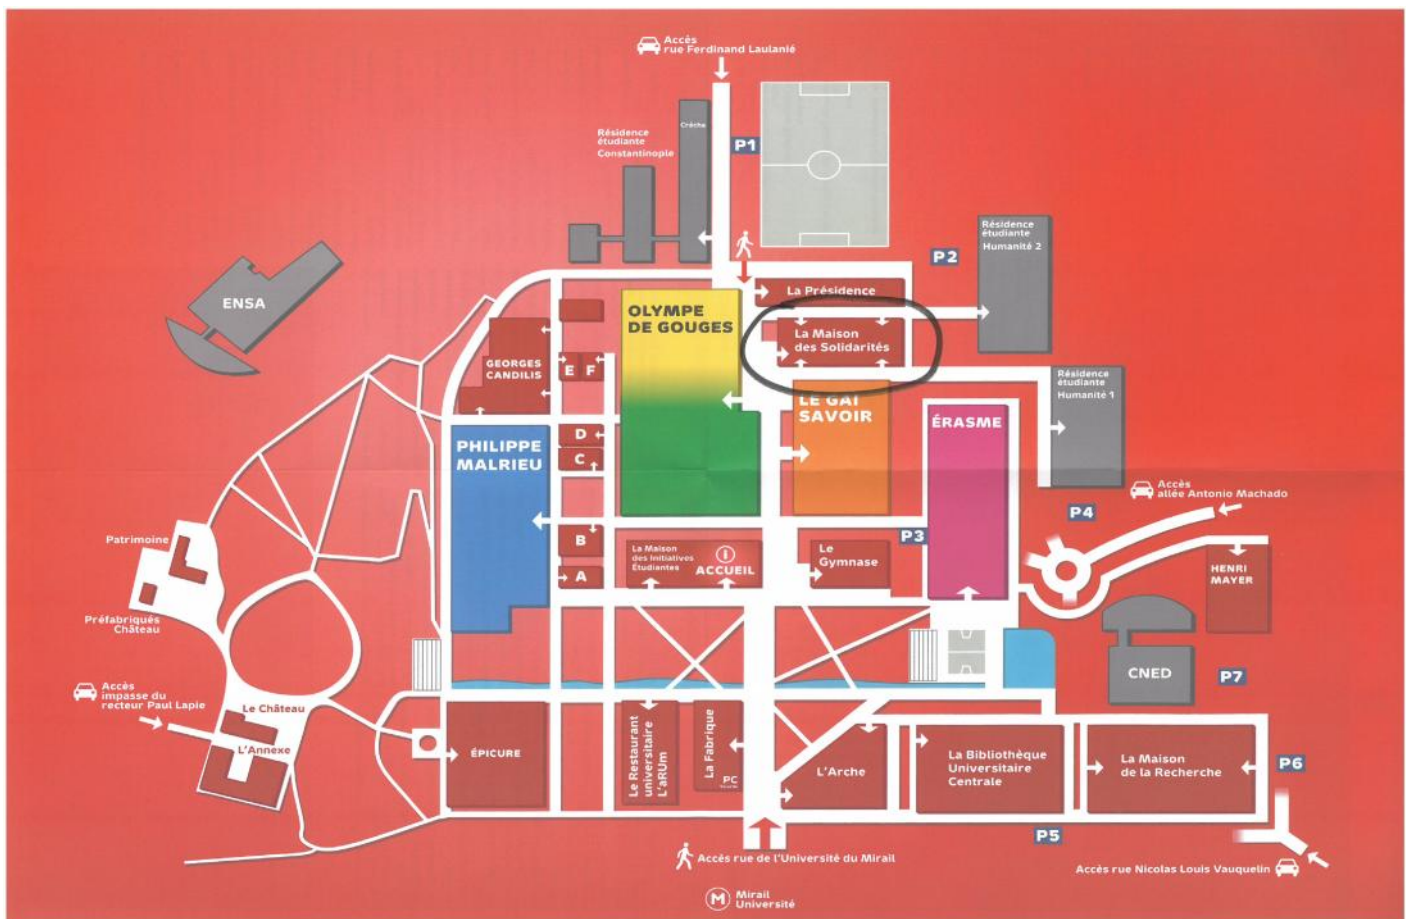 Accès
rue Ferdinand Laulanié
Crèche
Résidence
étudiante
Constantinople
P1
Résidence
étudiante
Humanité 2
P2
ENSA
La Présidence
OLYMPE
DE GOUGES
La Maison
des Solidarités
GEORGES
CANDILIS
E
F
Résidence
étudiante
Humanité 1
LE GAI
SAVOIR
ÉRASME
D
C
PHILIPPE
MALRIEU
Accès
allée Antonio Machado
P4
P3
B
A
La Maison
des Initiatives
Étudiantes
i
ACCUEIL
Le
Gymnase
HENRI
MAYER
Patrimoine
Préfabriqués
Château
CNED
P7
Accès
impasse du
recteur Paul Lapie
Le Château
L'Annexe
ÉPICURE
Le Restaurant
universitaire
L'aRUm
La Fabrique
PC
L'Arche
La Bibliothèque
Universitaire
Centrale
La Maison
de la Recherche
P6
P5
Accès rue de l'Université du Mirail
Accès rue Nicolas Louis Vauquelin
M
Mirail
Université